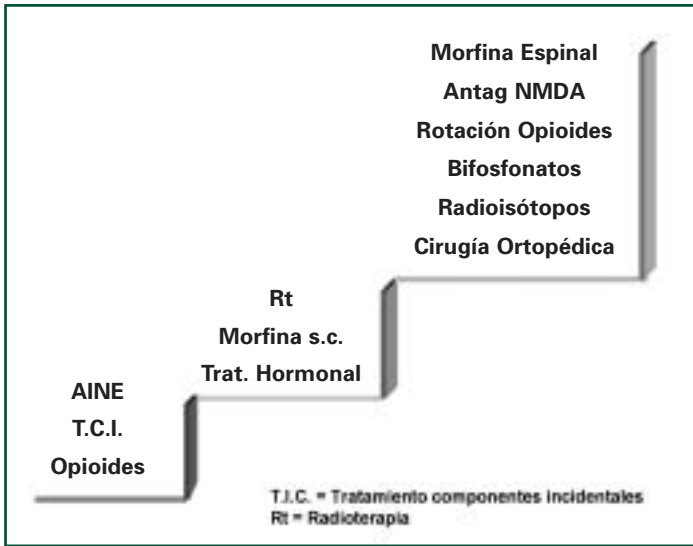 Morfina Espinal
Antag NMDA
Rotación Opioides
Bifosfonatos
Radioisótopos
Cirugía Ortopédica
Rt
Morfina s.c.
Trat. Hormonal
AINE
T.C.I.
Opioides
T.I.C. = Tratamiento componentes incidentales
Rt = Radioterapia